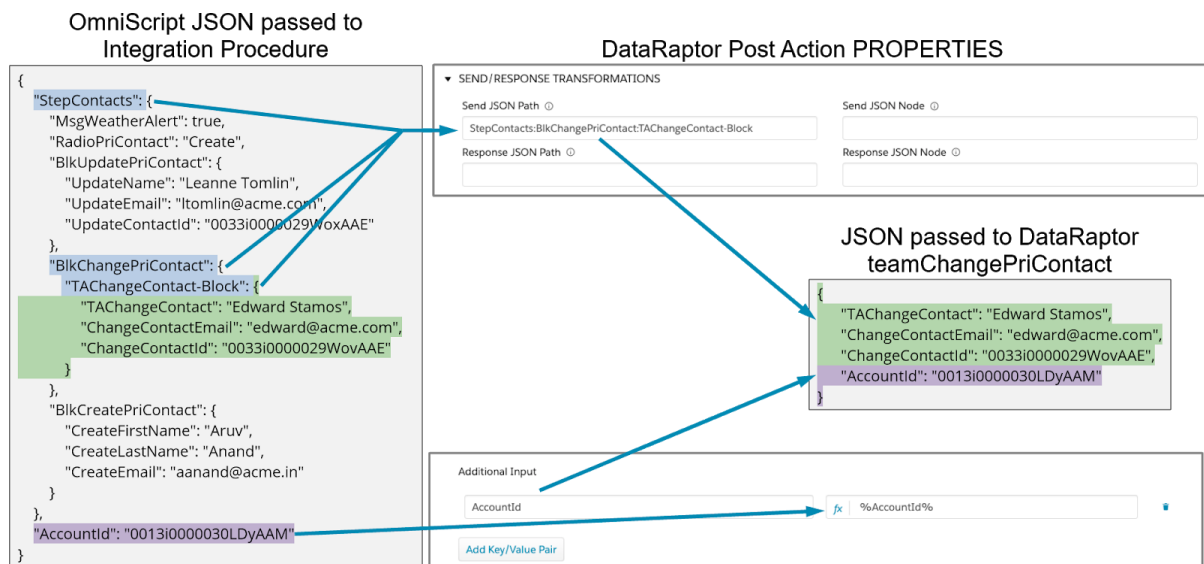 OmniScript JSON passed to
Integration Procedure
{
"StepContacts": {
"MsgWeatherAlert": true,
"RadioPriContact": "Create",
"BlkUpdatePriContact": {
"UpdateName": "Leanne Tomlin",
"UpdateEmail": "ltomlin@acme.com",
"UpdateContactId": "0033i0000029WoxAAE"
},
"BlkChangePriContact": {
"TAChangeContact-Block": {
"TAChangeContact": "Edward Stamos",
"ChangeContactEmail": "edward@acme.com",
"ChangeContactId": "0033i0000029WovAAE"
}
},
"BlkCreatePriContact": {
"CreateFirstName": "Aruv",
"CreateLastName": "Anand",
"CreateEmail": "aanand@acme.in"
}
},
"AccountId": "0013i0000030LDyAAM"
}
DataRaptor Post Action PROPERTIES
SEND/RESPONSE TRANSFORMATIONS
Send JSON Path
Send JSON Node
StepContacts:BlkChangePriContact:TAChangeContact-Block
Response JSON Path
Response JSON Node
JSON passed to DataRaptor
teamChangePriContact
{
"TAChangeContact": "Edward Stamos",
"ChangeContactEmail": "edward@acme.com",
"ChangeContactId": "0033i0000029WovAAE",
"AccountId": "0013i0000030LDyAAM"
}
Additional Input
AccountId
fx %AccountId%
Add Key/Value Pair